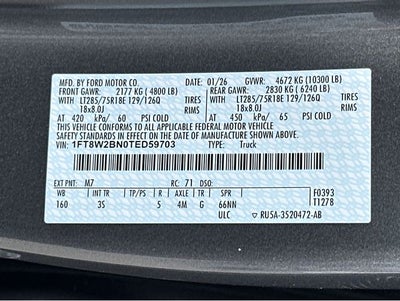 MFD. BY FORD MOTOR CO. 01/26 GVWR: 4672 KG (10300 LB)
FRONT GAWR: 2177 KG (4800 LB) REAR GAWR: 2830 KG (6240 LB)
WITH LT285/75R18E 129/126Q TIRES WITH LT285/75R18E 129/126Q TIRES
18x8.0J RIMS 18x8.0J RIMS
AT 420 kPa/ 60 PSI COLD AT 450 kPa/ 65 PSI COLD
THIS VEHICLE CONFORMS TO ALL APPLICABLE FEDERAL MOTOR VEHICLE
SAFETY STANDARDS IN EFFECT ON THE DATE OF MANUFACTURE SHOWN ABOVE.
VIN: 1FT8W2BN0TED59703 TYPE: Truck
EXT PNT: M7 RC: 71 DSO: F0393
WB INT TR TP/PS R AXLE TR SPR T1278
160 3S 5 4M G 66NN
ULC RU5A-3520472-AB